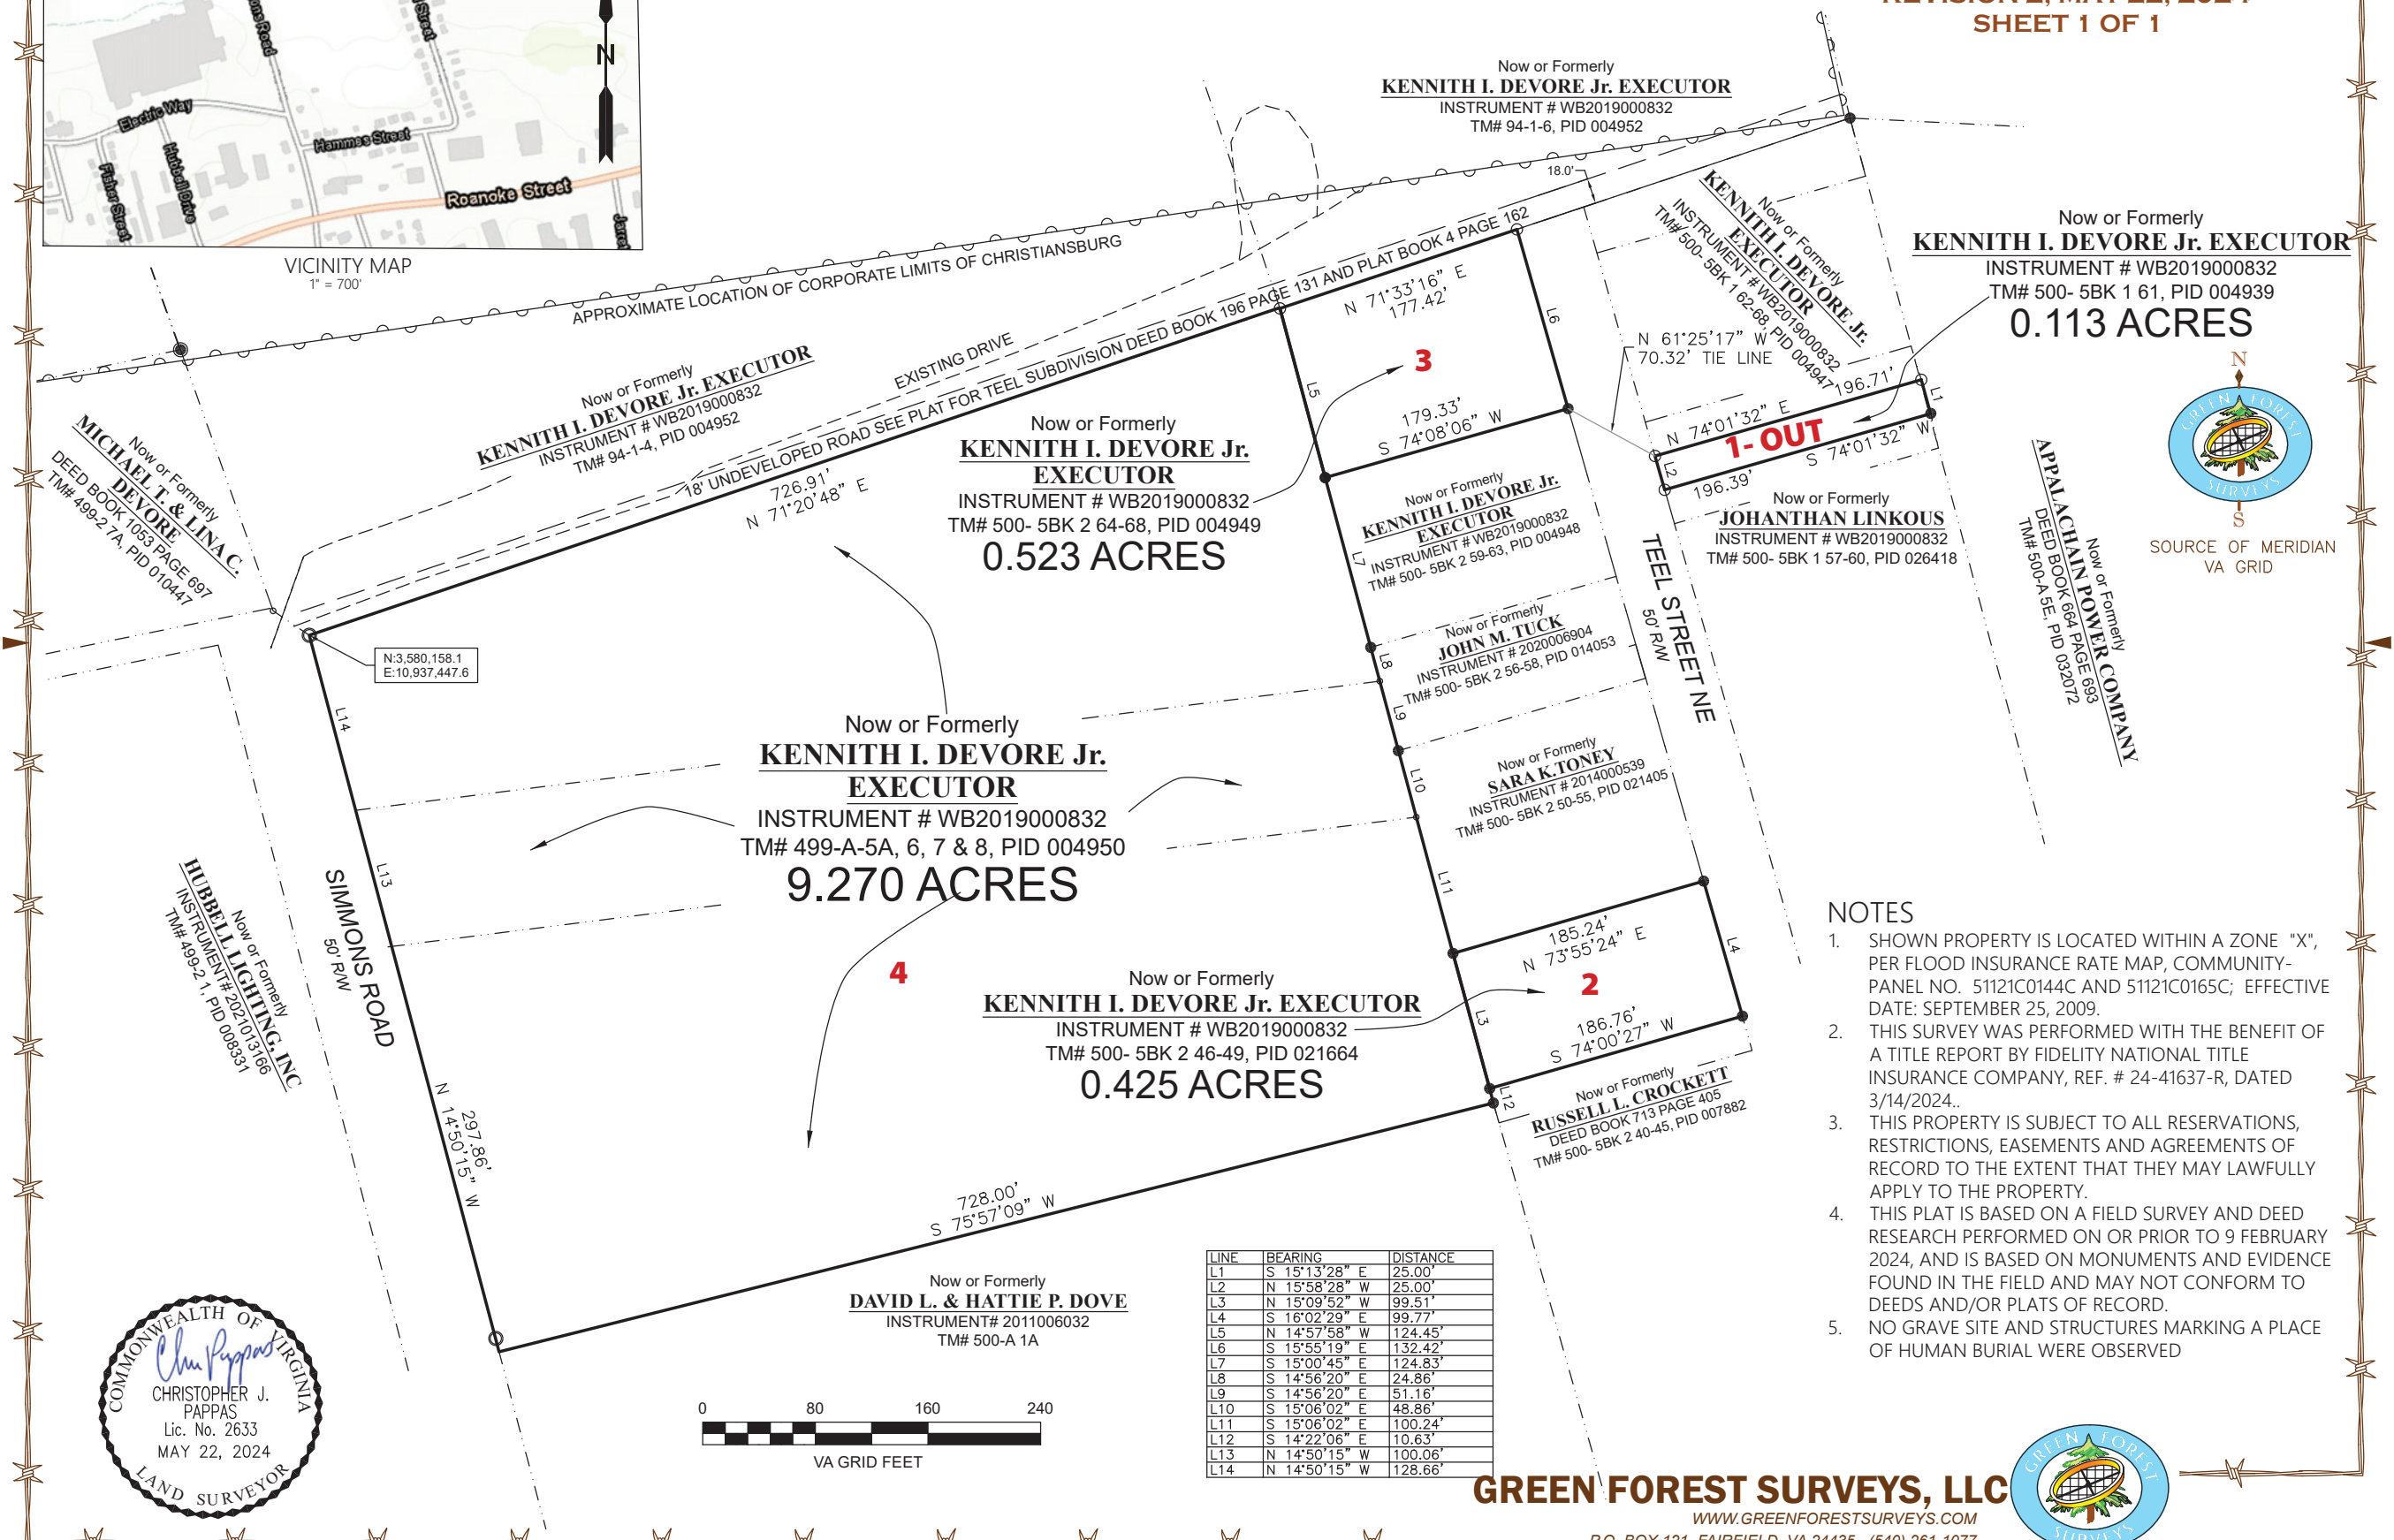 REVISION 2, MAY 22, 2024
SHEET 1 OF 1
Electric Way
Hammes Street
Fisher Street
Hubbell Drive
Roanoke Street
N
VICINITY MAP
1" = 700'
APPROXIMATE LOCATION OF CORPORATE LIMITS OF CHRISTIANSBURG
EXISTING DRIVE
18' UNDEVELOPED ROAD SEE PLAT FOR TEEL SUBDIVISION DEED BOOK 196 PAGE 131 AND PLAT BOOK 4 PAGE 162
726.91'
N 71°20'48" E
18.0'
Now or Formerly
KENNITH I. DEVORE Jr. EXECUTOR
INSTRUMENT # WB2019000832
TM# 94-1-6, PID 004952
Now or Formerly
KENNITH I. DEVORE Jr.
EXECUTOR
INSTRUMENT # WB2019000832
TM# 500- 5BK 1 62-68, PID 004947
Now or Formerly
KENNITH I. DEVORE Jr. EXECUTOR
INSTRUMENT # WB2019000832
TM# 500- 5BK 1 61, PID 004939
0.113 ACRES
N
GREEN FOREST
SURVEYS
S
SOURCE OF MERIDIAN
VA GRID
N 71°33'16" E
177.42'
L6
L5
3
179.33'
S 74°08'06" W
N 61°25'17" W
70.32' TIE LINE
196.71'
N 74°01'32" E
L1
L2
1- OUT
S 74°01'32" W
196.39'
Now or Formerly
JOHANTHAN LINKOUS
INSTRUMENT # WB2019000832
TM# 500- 5BK 1 57-60, PID 026418
Now or Formerly
APPALACHAIN POWER COMPANY
DEED BOOK 664 PAGE 693
TM# 500-A 5E, PID 032072
Now or Formerly
MICHAEL T. & LINA C.
DEVORE
DEED BOOK 1053 PAGE 697
TM# 499-2 7A, PID 010447
Now or Formerly
KENNITH I. DEVORE Jr. EXECUTOR
INSTRUMENT # WB2019000832
TM# 94-1-4, PID 004952
Now or Formerly
KENNITH I. DEVORE Jr.
EXECUTOR
INSTRUMENT # WB2019000832
TM# 500- 5BK 2 64-68, PID 004949
0.523 ACRES
Now or Formerly
KENNITH I. DEVORE Jr.
EXECUTOR
INSTRUMENT # WB2019000832
TM# 500- 5BK 2 59-63, PID 004948
L7
TEEL STREET NE
50' R/W
Now or Formerly
JOHN M. TUCK
INSTRUMENT # 2020006904
TM# 500- 5BK 2 56-58, PID 014053
L8
L9
Now or Formerly
SARA K.TONEY
INSTRUMENT # 2014000539
TM# 500- 5BK 2 50-55, PID 021405
L10
L11
N:3,580,158.1
E:10,937,447.6
L14
L13
Now or Formerly
KENNITH I. DEVORE Jr.
EXECUTOR
INSTRUMENT # WB2019000832
TM# 499-A-5A, 6, 7 & 8, PID 004950
9.270 ACRES
4
SIMMONS ROAD
50' R/W
Now or Formerly
HUBBELL LIGHTING, INC
INSTRUMENT# 2021013166
TM# 499-2 1, PID 008331
297.86'
N 14°50'15" W
Now or Formerly
KENNITH I. DEVORE Jr. EXECUTOR
INSTRUMENT # WB2019000832
TM# 500- 5BK 2 46-49, PID 021664
0.425 ACRES
185.24'
N 73°55'24" E
2
L4
L3
186.76'
S 74°00'27" W
L12
Now or Formerly
RUSSELL L. CROCKETT
DEED BOOK 713 PAGE 405
TM# 500- 5BK 2 40-45, PID 007882
728.00'
S 75°57'09" W
Now or Formerly
DAVID L. & HATTIE P. DOVE
INSTRUMENT# 2011006032
TM# 500-A 1A
NOTES
1. SHOWN PROPERTY IS LOCATED WITHIN A ZONE "X",
PER FLOOD INSURANCE RATE MAP, COMMUNITY-
PANEL NO. 51121C0144C AND 51121C0165C; EFFECTIVE
DATE: SEPTEMBER 25, 2009.
2. THIS SURVEY WAS PERFORMED WITH THE BENEFIT OF
A TITLE REPORT BY FIDELITY NATIONAL TITLE
INSURANCE COMPANY, REF. # 24-41637-R, DATED
3/14/2024..
3. THIS PROPERTY IS SUBJECT TO ALL RESERVATIONS,
RESTRICTIONS, EASEMENTS AND AGREEMENTS OF
RECORD TO THE EXTENT THAT THEY MAY LAWFULLY
APPLY TO THE PROPERTY.
4. THIS PLAT IS BASED ON A FIELD SURVEY AND DEED
RESEARCH PERFORMED ON OR PRIOR TO 9 FEBRUARY
2024, AND IS BASED ON MONUMENTS AND EVIDENCE
FOUND IN THE FIELD AND MAY NOT CONFORM TO
DEEDS AND/OR PLATS OF RECORD.
5. NO GRAVE SITE AND STRUCTURES MARKING A PLACE
OF HUMAN BURIAL WERE OBSERVED
LINE BEARING DISTANCE
L1 S 15°13'28" E 25.00'
L2 N 15°58'28" W 25.00'
L3 N 15°09'52" W 99.51'
L4 S 16°02'29" E 99.77'
L5 N 14°57'58" W 124.45'
L6 S 15°55'19" E 132.42'
L7 S 15°00'45" E 124.83'
L8 S 14°56'20" E 24.86'
L9 S 14°56'20" E 51.16'
L10 S 15°06'02" E 48.86'
L11 S 15°06'02" E 100.24'
L12 S 14°22'06" E 10.63'
L13 N 14°50'15" W 100.06'
L14 N 14°50'15" W 128.66'
COMMONWEALTH OF VIRGINIA
Chu Pappas
CHRISTOPHER J.
PAPPAS
Lic. No. 2633
MAY 22, 2024
LAND SURVEYOR
0 80 160 240
VA GRID FEET
GREEN FOREST SURVEYS, LLC
WWW.GREENFORESTSURVEYS.COM
P.O. BOX 121, FAIRFIELD, VA 24435 (540) 261-1077
GREEN FOREST
SURVEYS